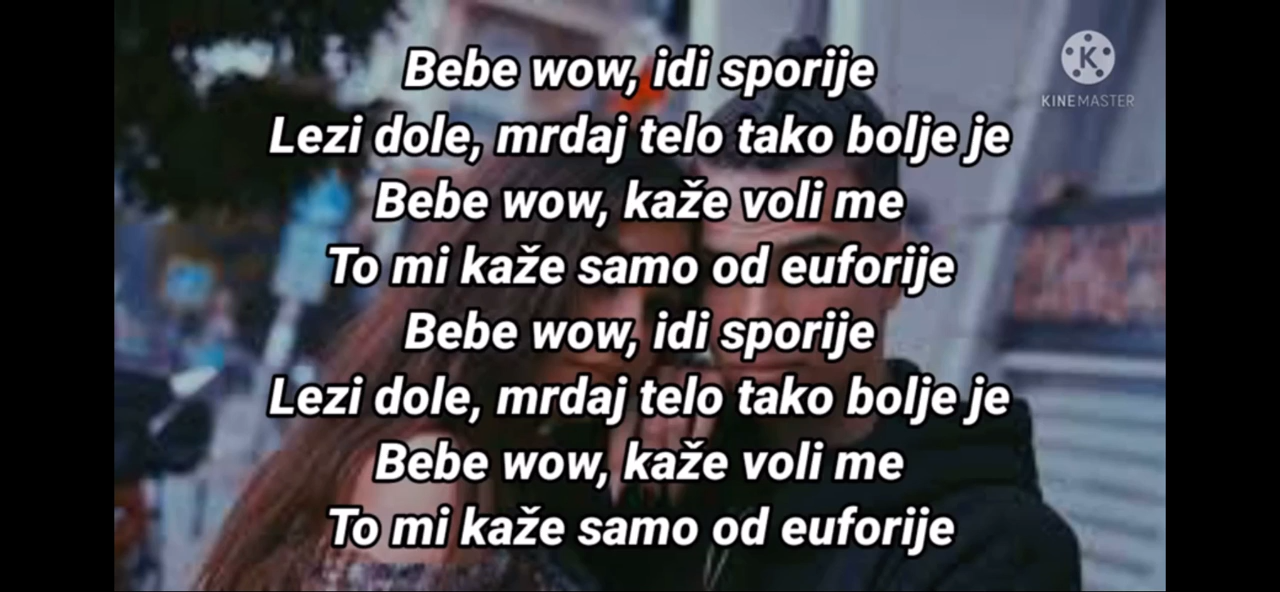 Bebe wow, idi sporije
Lezi dole, mrdaj telo tako bolje je
Bebe wow, kaže voli me
To mi kaže samo od euforije
Bebe wow, idi sporije
Lezi dole, mrdaj telo tako bolje je
Bebe wow, kaže voli me
To mi kaže samo od euforije
K
KINEMASTER